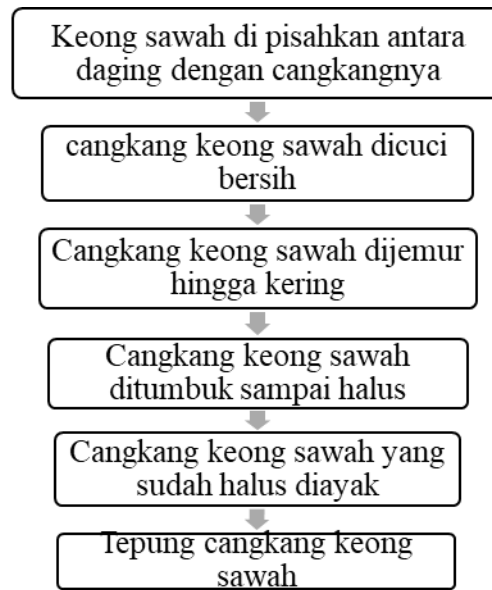 Keong sawah di pisahkan antara
daging dengan cangkangnya
cangkang keong sawah dicuci
bersih
Cangkang keong sawah dijemur
hingga kering
Cangkang keong sawah
ditumbuk sampai halus
Cangkang keong sawah yang
sudah halus diayak
Tepung cangkang keong
sawah